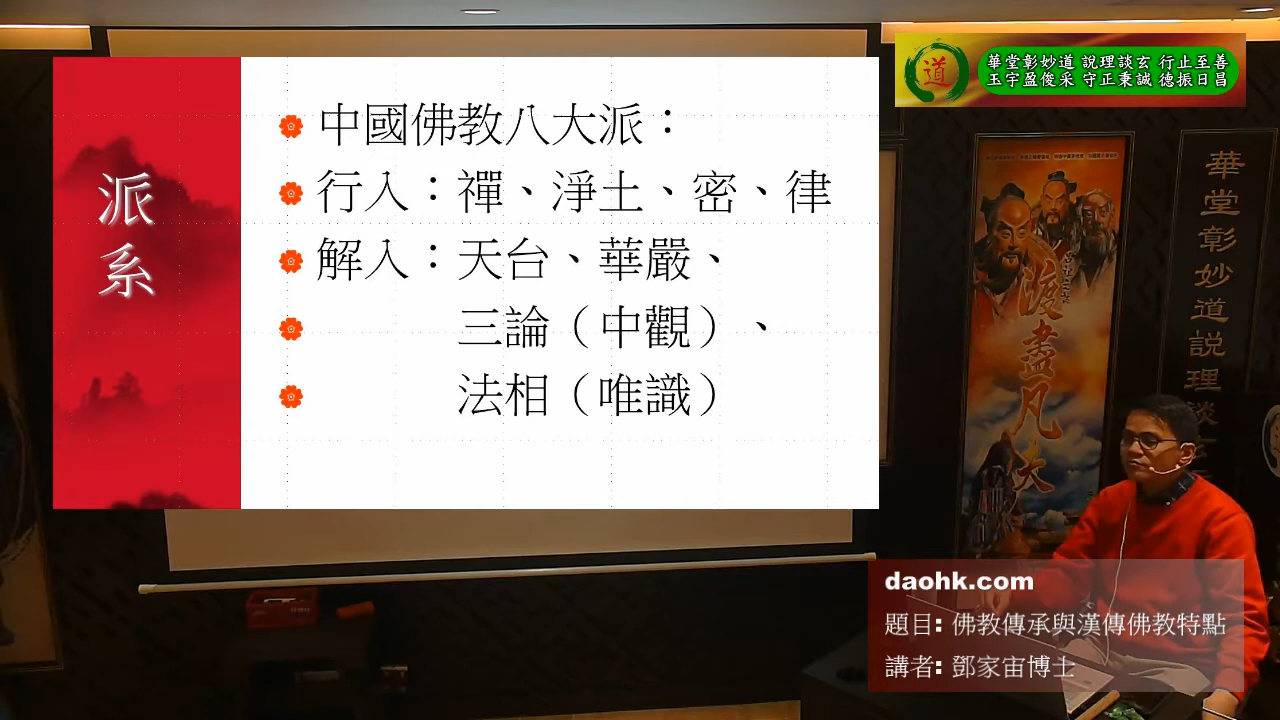 派系
中國佛教八大派：
行入：禪、淨土、密、律
解入：天台、華嚴、
三論（中觀）、
法相（唯識）
道
華堂彰妙道 說理談玄 行止至善
玉宇盈俊采 守正秉誠 德振日昌
渡盡凡夫
華堂彰妙道說理談
daohk.com
題目: 佛教傳承與漢傳佛教特點
講者: 鄧家宙博士